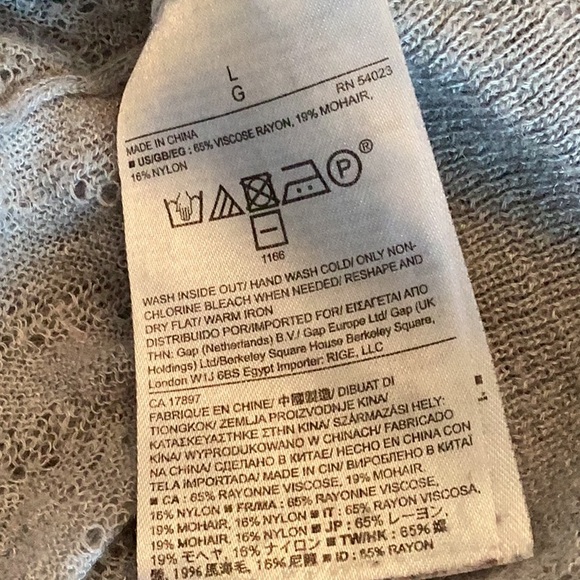 L
G
RN 54023
MADE IN CHINA
■ US/GB/EG : 65% VISCOSE RAYON, 19% MOHAIR,
16% NYLON
P®
1166
WASH INSIDE OUT/ HAND WASH COLD/ ONLY NON-
CHLORINE BLEACH WHEN NEEDED/ RESHAPE AND
DRY FLAT/ WARM IRON
DISTRIBUIDO POR/IMPORTED FOR/ ΕΙΣΑΓΕΤΑΙ ΑΠΟ
ΤΗΝ: Gap (Netherlands) B.V./ Gap Europe Ltd/ Gap (UK
Holdings) Ltd/Berkeley Square House Berkeley Square,
London W1J 6BS Egypt Importer: RIGE, LLC
CA 17897
FABRIQUE EN CHINE/ 中國製造/ DIBUAT DI
TIONGKOK/ ZEMLJA PROIZVODNJE KINA/
ΚΑΤΑΣΚΕΥΑΣΤΗΚΕ ΣΤΗΝ ΚΙΝΑ/ SZÁRMAZÁSI HELY:
KÍNA/ WYPRODUKOWANO W CHINACH/ FABRICADO
NA CHINA/ СДЕЛАНО В КИТАЕ/ HECHO EN CHINA CON
TELA IMPORTADA/ MADE IN CIN/ ВИРОБЛЕНО В КИТАЇ
■ CA : 65% RAYONNE VISCOSE, 19% MOHAIR,
16% NYLON ■ FR/MA : 65% RAYONNE VISCOSE,
19% MOHAIR, 16% NYLON ■ IT : 65% RAYON VISCOSA,
19% MOHAIR, 16% NYLON ■ JP : 65% レーヨン,
19% モヘヤ, 16% ナイロン ■ TW/HK : 65% 嫘
縈, 19% 馬海毛, 16% 尼龍 ■ ID : 65% RAYON